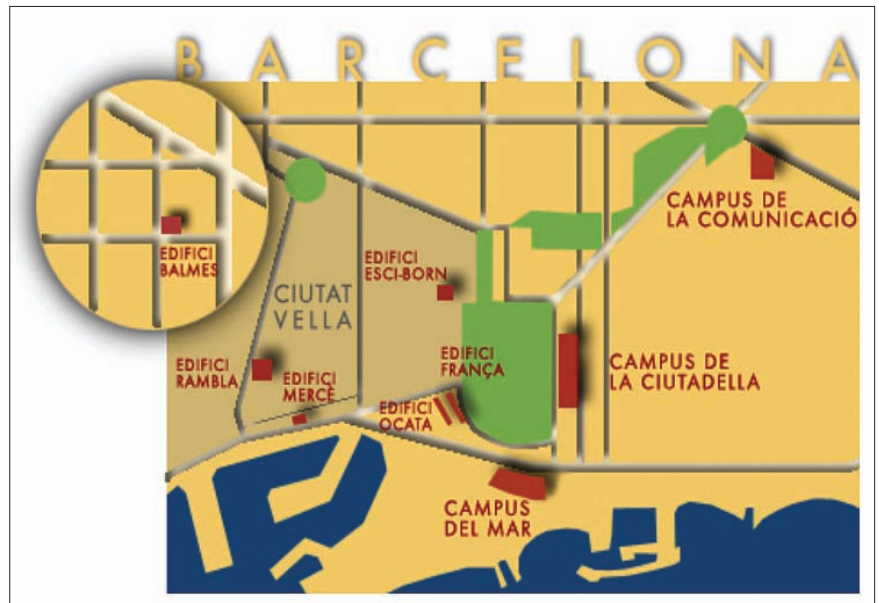 BARCELONA
CAMPUS DE
LA COMUNICACIÓ
EDIFICI
BALMES
EDIFICI
ESCI-BORN
CIUTAT
VELLA
EDIFICI
RAMBLA
EDIFICI
MERCÈ
EDIFICI
FRANÇA
CAMPUS DE
LA CIUTADELLA
EDIFICI
OCATA
CAMPUS
DEL MAR